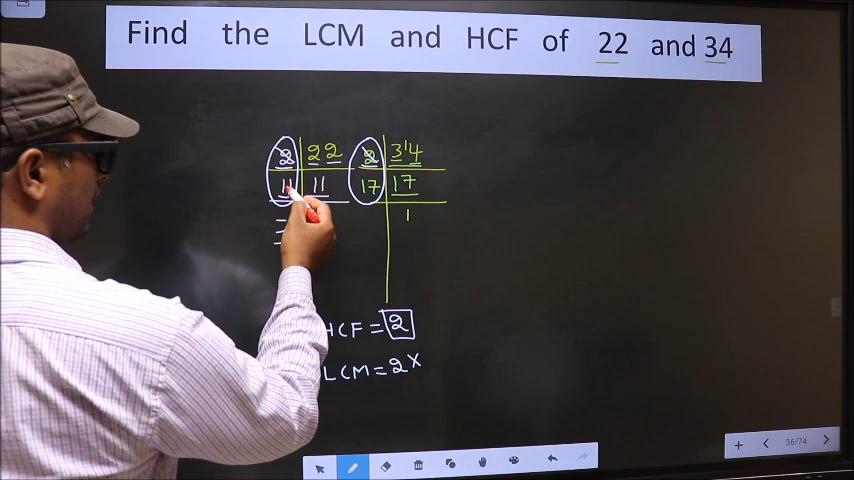 Find the LCM and HCF of 22 and 34
2 22 2 3¹4
11 11 17 17
1
HCF = 2
LCM = 2 ×
36/74